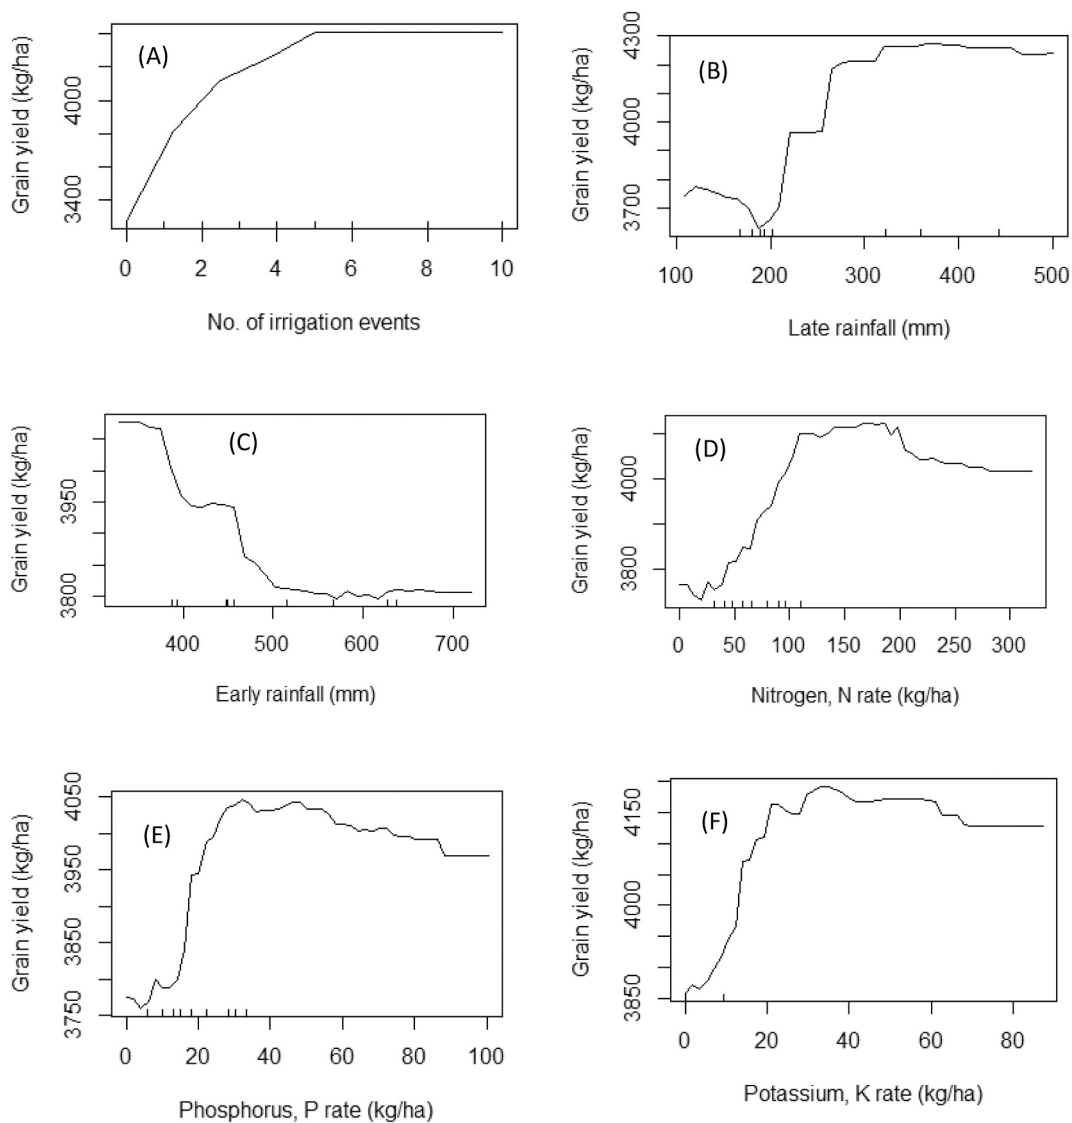 (A)
Grain yield (kg/ha)
3400 4000
0 2 4 6 8 10
No. of irrigation events
(B)
Grain yield (kg/ha)
3700 4000 4300
100 200 300 400 500
Late rainfall (mm)
(C)
Grain yield (kg/ha)
3800 3950
400 500 600 700
Early rainfall (mm)
(D)
Grain yield (kg/ha)
3800 4000
0 50 100 150 200 250 300
Nitrogen, N rate (kg/ha)
(E)
Grain yield (kg/ha)
3750 3850 3950 4050
0 20 40 60 80 100
Phosphorus, P rate (kg/ha)
(F)
Grain yield (kg/ha)
3850 4000 4150
0 20 40 60 80
Potassium, K rate (kg/ha)